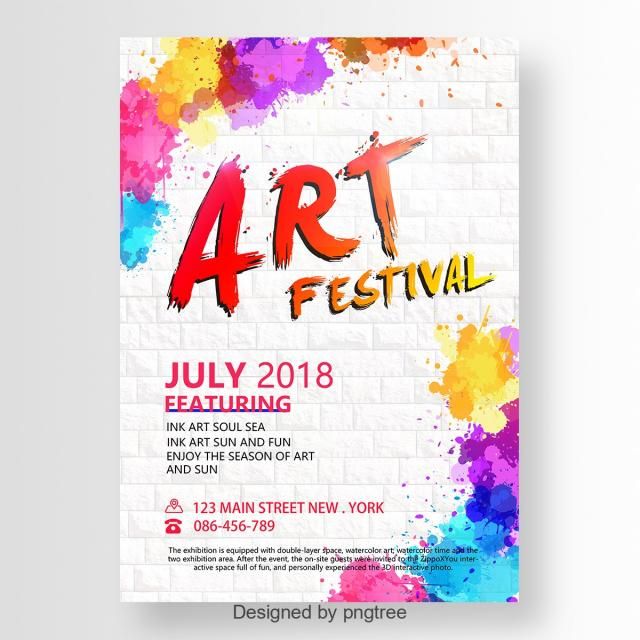 ART
FESTIVAL
JULY 2018
FEATURING
INK ART SOUL SEA
INK ART SUN AND FUN
ENJOY THE SEASON OF ART
AND SUN
123 MAIN STREET NEW . YORK
086-456-789
The exhibition is equipped with double-layer space, watercolor art, watercolor time and the
two exhibition area. After the event, the on-site guests were invited to the ZippoXYou inter-
active space full of fun, and personally experienced the 3D interactive photo.
Designed by pngtree